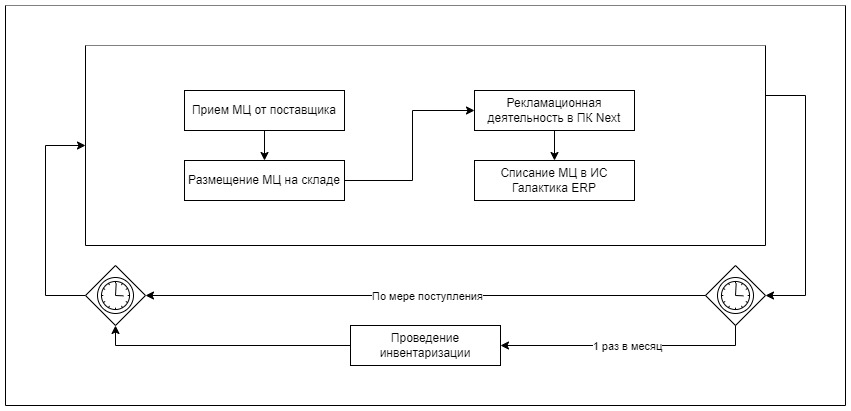 Прием МЦ от поставщика
Размещение МЦ на складе
Рекламационная
деятельность в ПК Next
Списание МЦ в ИС
Галактика ERP
По мере поступления
Проведение
инвентаризации
1 раз в месяц